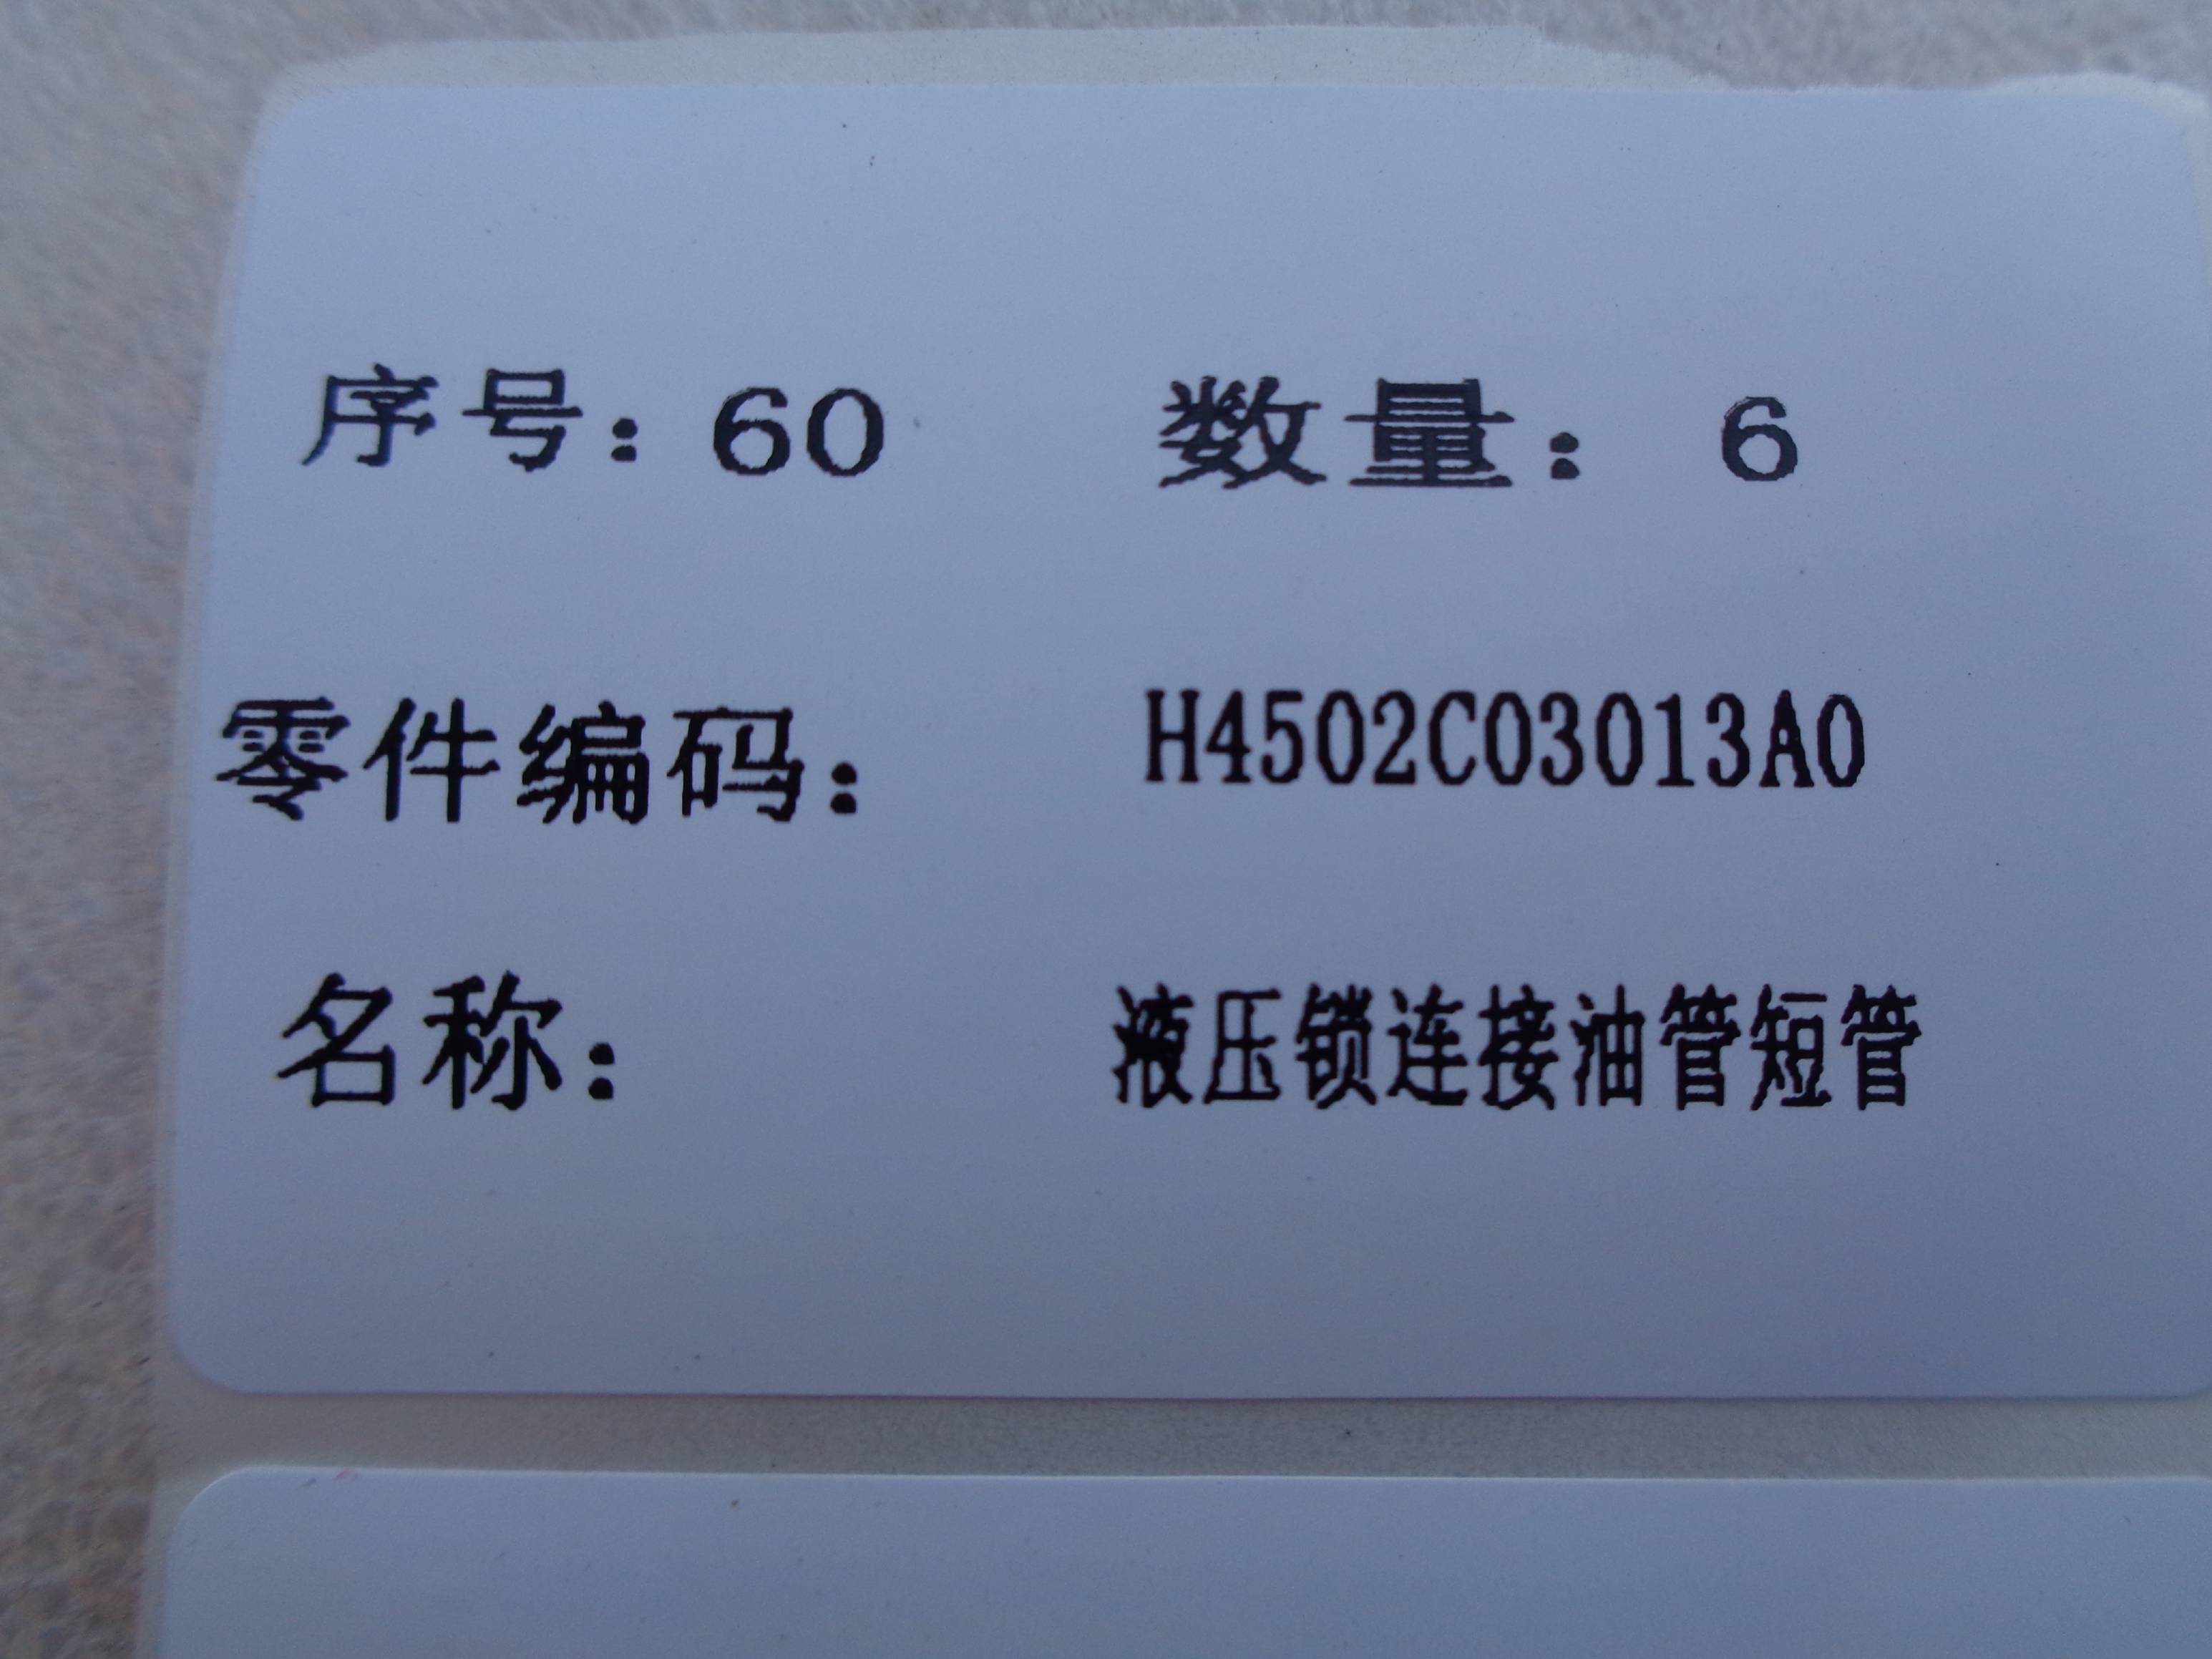 序号：60 数量：6
零件编码： H4502C03013A0
名称： 液压锁连接油管短管